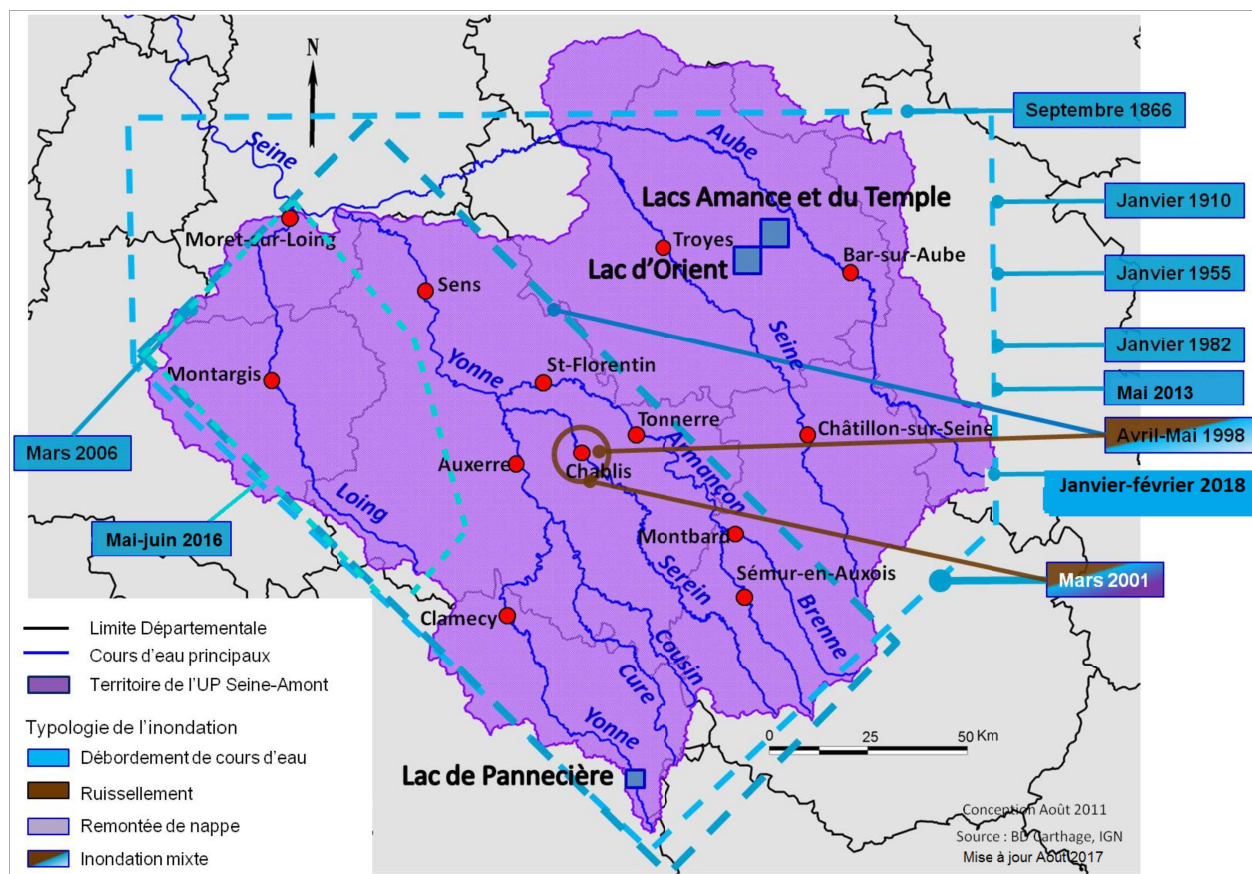 N
Septembre 1866
Seine
Aube
Lacs Amance et du Temple
Janvier 1910
Moret-sur-Loing
Troyes
Bar-sur-Aube
Lac d'Orient
Janvier 1955
Sens
Seine
Janvier 1982
Yonne
St-Florentin
Montargis
Mai 2013
Tonnerre
Châtillon-sur-Seine
Avril-Mai 1998
Mars 2006
Armançon
Auxerre
Chablis
Janvier-février 2018
Loing
Mai-juin 2016
Montbard
Sémur-en-Auxois
Mars 2001
Serein
Brenne
Clamecy
Limite Départementale
Cousin
Cours d'eau principaux
Cure
Territoire de l'UP Seine-Amont
Yonne
Typologie de l'inondation
0 25 50 Km
Débordement de cours d'eau
Lac de Pannecière
Ruissellement
Conception Août 2011
Remontée de nappe
Source : BD Carthage, IGN
Inondation mixte
Mise à jour Août 2017